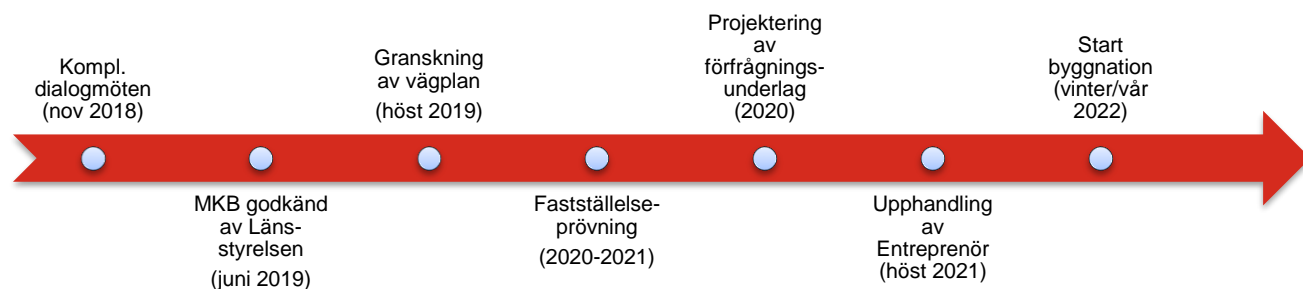 Kompl.
dialogmöten
(nov 2018)
MKB godkänd
av Läns-
styrelsen
(juni 2019)
Granskning
av vägplan
(höst 2019)
Fastställelse-
prövning
(2020-2021)
Projektering
av
förfrågnings-
underlag
(2020)
Upphandling
av
Entreprenör
(höst 2021)
Start
byggnation
(vinter/vår
2022)